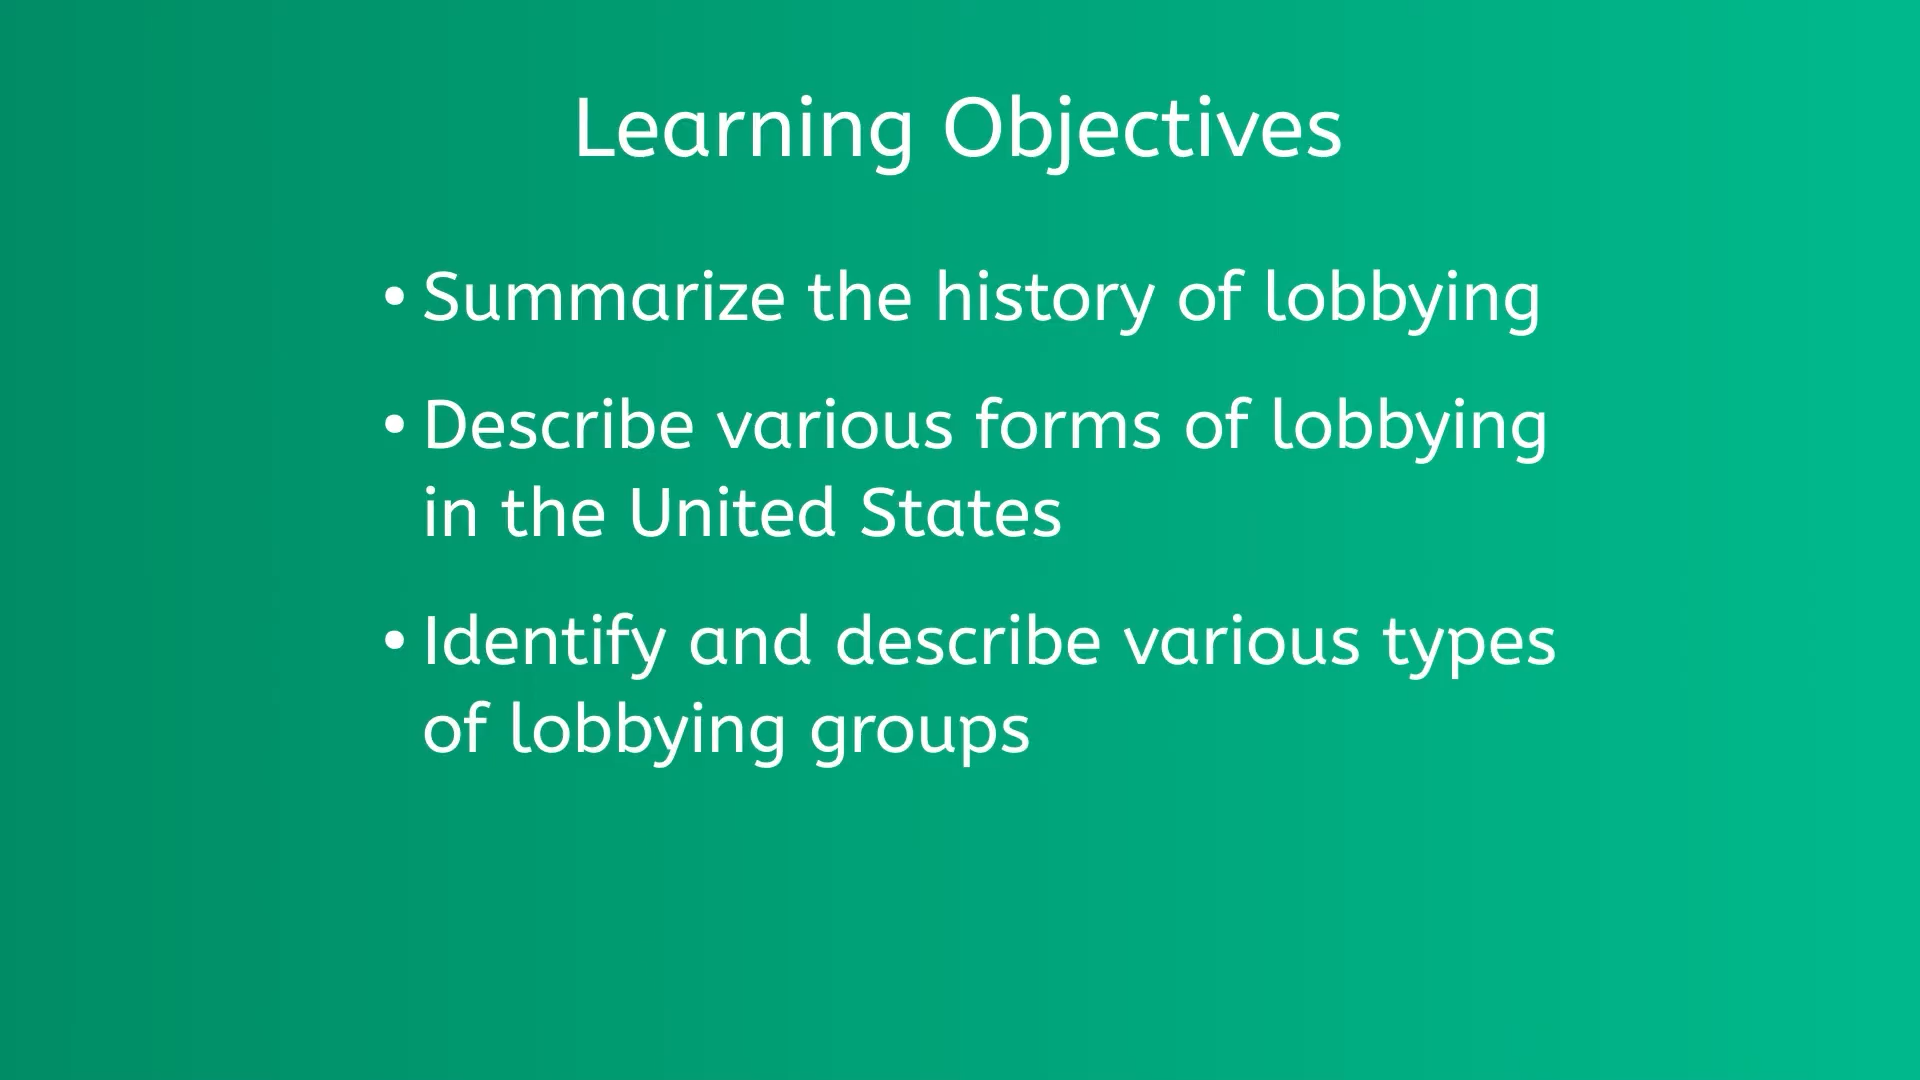 Learning Objectives
• Summarize the history of lobbying
• Describe various forms of lobbying
in the United States
• Identify and describe various types
of lobbying groups